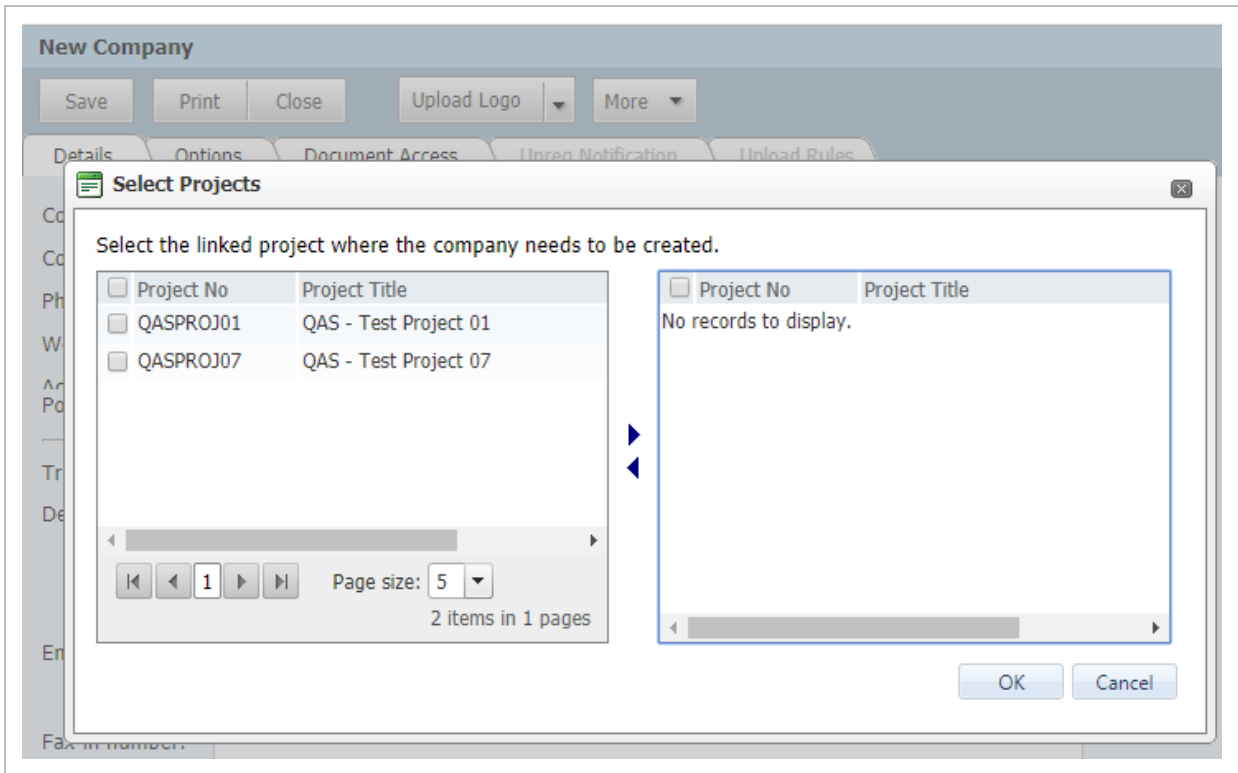 New Company
Save Print Close Upload Logo More
Details Options Document Access Unreg Notification Upload Rules
Select Projects
Select the linked project where the company needs to be created.
Project No Project Title Project No Project Title
QASPROJ01 QAS - Test Project 01 No records to display.
QASPROJ07 QAS - Test Project 07
1 Page size: 5
2 items in 1 pages
OK Cancel
Fax-in number: